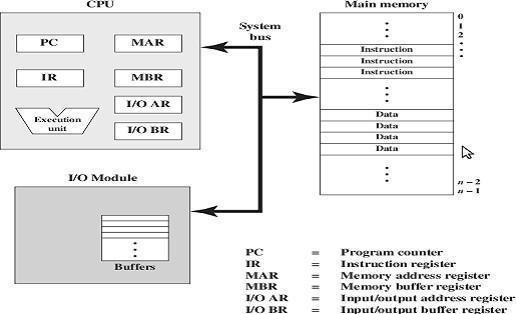 CPU
Main memory
System
bus
0
1
2
PC
MAR
Instruction
Instruction
Instruction
IR
MBR
I/O AR
Execution
unit
I/O BR
Data
Data
Data
Data
I/O Module
n – 2
n – 1
Buffers
PC = Program counter
IR = Instruction register
MAR = Memory address register
MBR = Memory buffer register
I/O AR = Input/output address register
I/O BR = Input/output buffer register